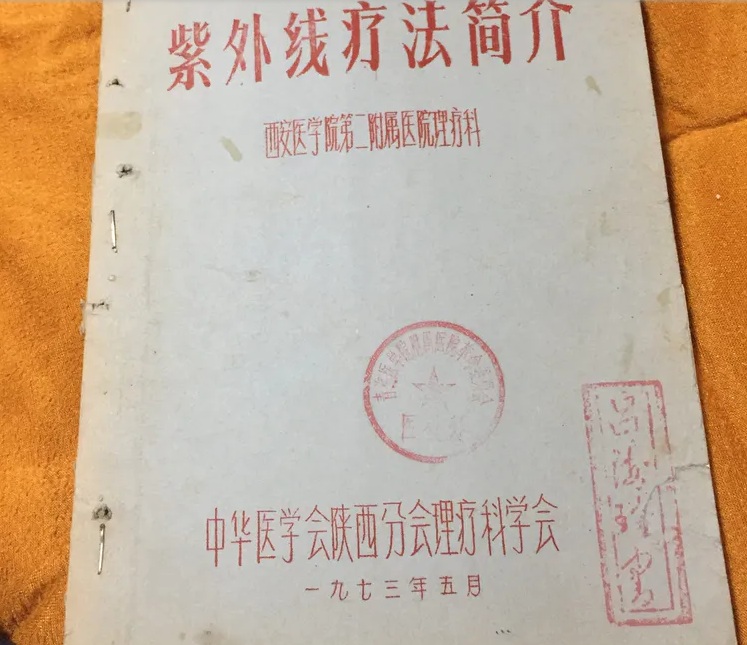 紫外线疗法简介
西安医学院第二附属医院理疗科
中华医学会陕西分会理疗科学会
一九七三年五月